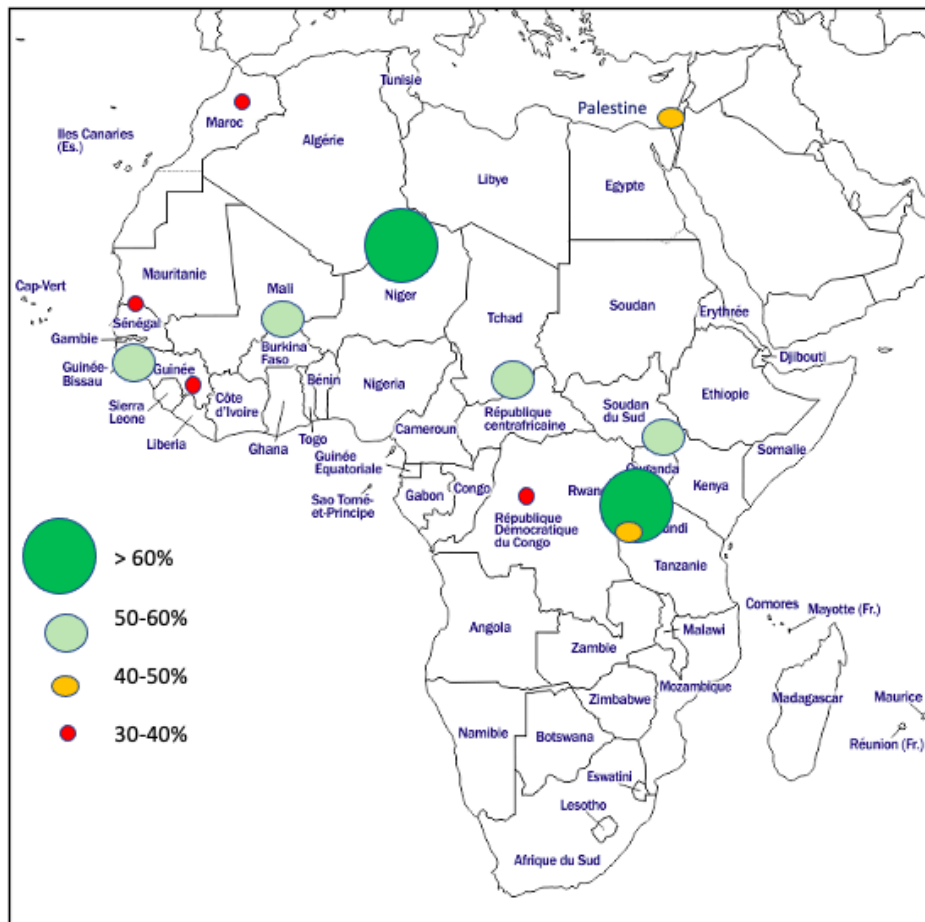 Tunisie
Palestine
Maroc
Iles Canaries
(Es.)
Algérie
Libye
Egypte
Mauritanie
Cap-Vert
Mali
Niger
Tchad
Soudan
Erythrée
Sénégal
Gambie
Burkina
Faso
Djibouti
Guinée-
Bissau
Guinée
Bénin
Nigeria
Ethiopie
Côte
d'Ivoire
Sierra
Leone
République
centrafricaine
Soudan
du Sud
Cameroun
Liberia
Ghana
Togo
Somalie
Guinée
Equatoriale
Kenya
Gabon
Congo
Sao Tomé-
et-Principe
République
Démocratique
du Congo
Tanzanie
> 60%
50-60%
40-50%
30-40%
Comores
Mayotte (Fr.)
Angola
Malawi
Zambie
Mozambique
Madagascar
Maurice
Zimbabwe
Namibie
Botswana
Réunion (Fr.)
Eswatini
Lesotho
Afrique du Sud